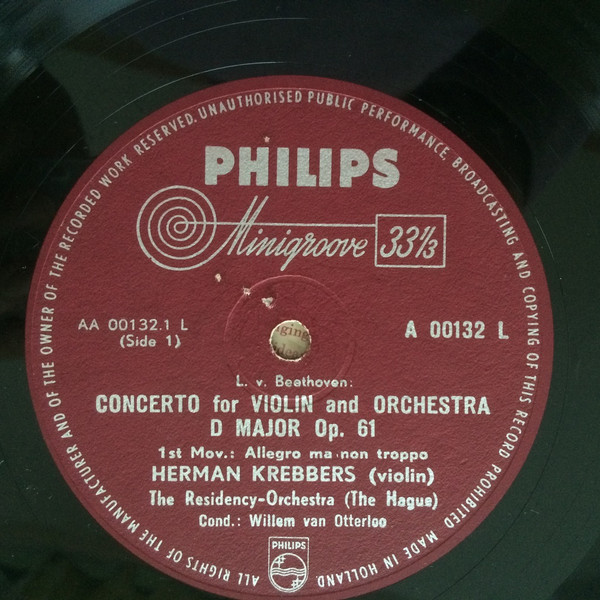 ALL RIGHTS OF THE MANUFACTURER AND OF THE OWNER OF THE RECORDED WORK RESERVED. UNAUTHORISED PUBLIC PERFORMANCE, BROADCASTING AND COPYING OF THIS RECORD PROHIBITED MADE IN HOLLAND.
PHILIPS
Minigroove 33⅓
AA 00132.1 L
(Side 1)
A 00132 L
L. v. Beethoven:
CONCERTO for VIOLIN and ORCHESTRA
D MAJOR Op. 61
1st Mov.: Allegro ma non troppo
HERMAN KREBBERS (violin)
The Residency-Orchestra (The Hague)
Cond.: Willem van Otterloo
PHILIPS